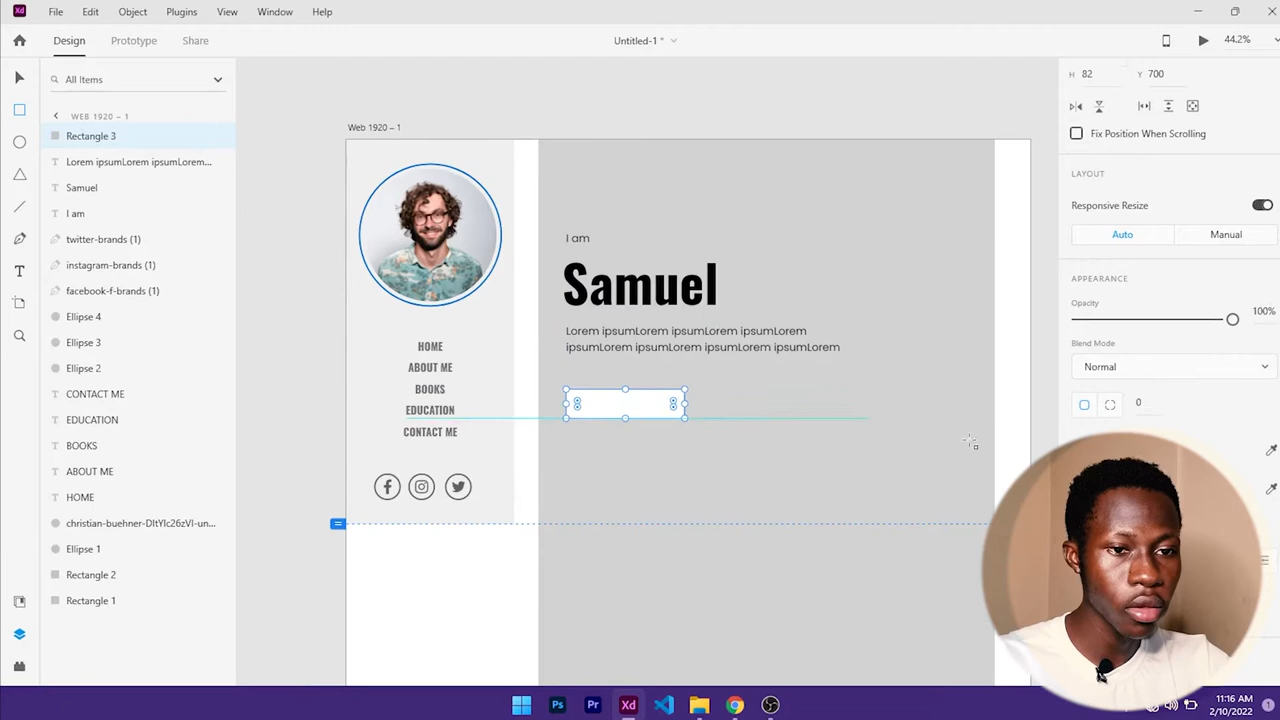 Xd File Edit Object Plugins View Window Help
Design Prototype Share Untitled-1 * 44.2%
All Items
WEB 1920 – 1
Rectangle 3
Lorem ipsumLorem ipsumLorem...
Samuel
I am
twitter-brands (1)
instagram-brands (1)
facebook-f-brands (1)
Ellipse 4
Ellipse 3
Ellipse 2
CONTACT ME
EDUCATION
BOOKS
ABOUT ME
HOME
christian-buehner-DItYlc26zVI-un...
Ellipse 1
Rectangle 2
Rectangle 1
Web 1920 – 1
HOME
ABOUT ME
BOOKS
EDUCATION
CONTACT ME
I am
Samuel
Lorem ipsumLorem ipsumLorem ipsumLorem
ipsumLorem ipsumLorem ipsumLorem ipsumLorem
H 82 Y 700
Fix Position When Scrolling
LAYOUT
Responsive Resize
Auto Manual
APPEARANCE
Opacity
100%
Blend Mode
Normal
0
Ps Pr Xd
11:16 AM
2/10/2022